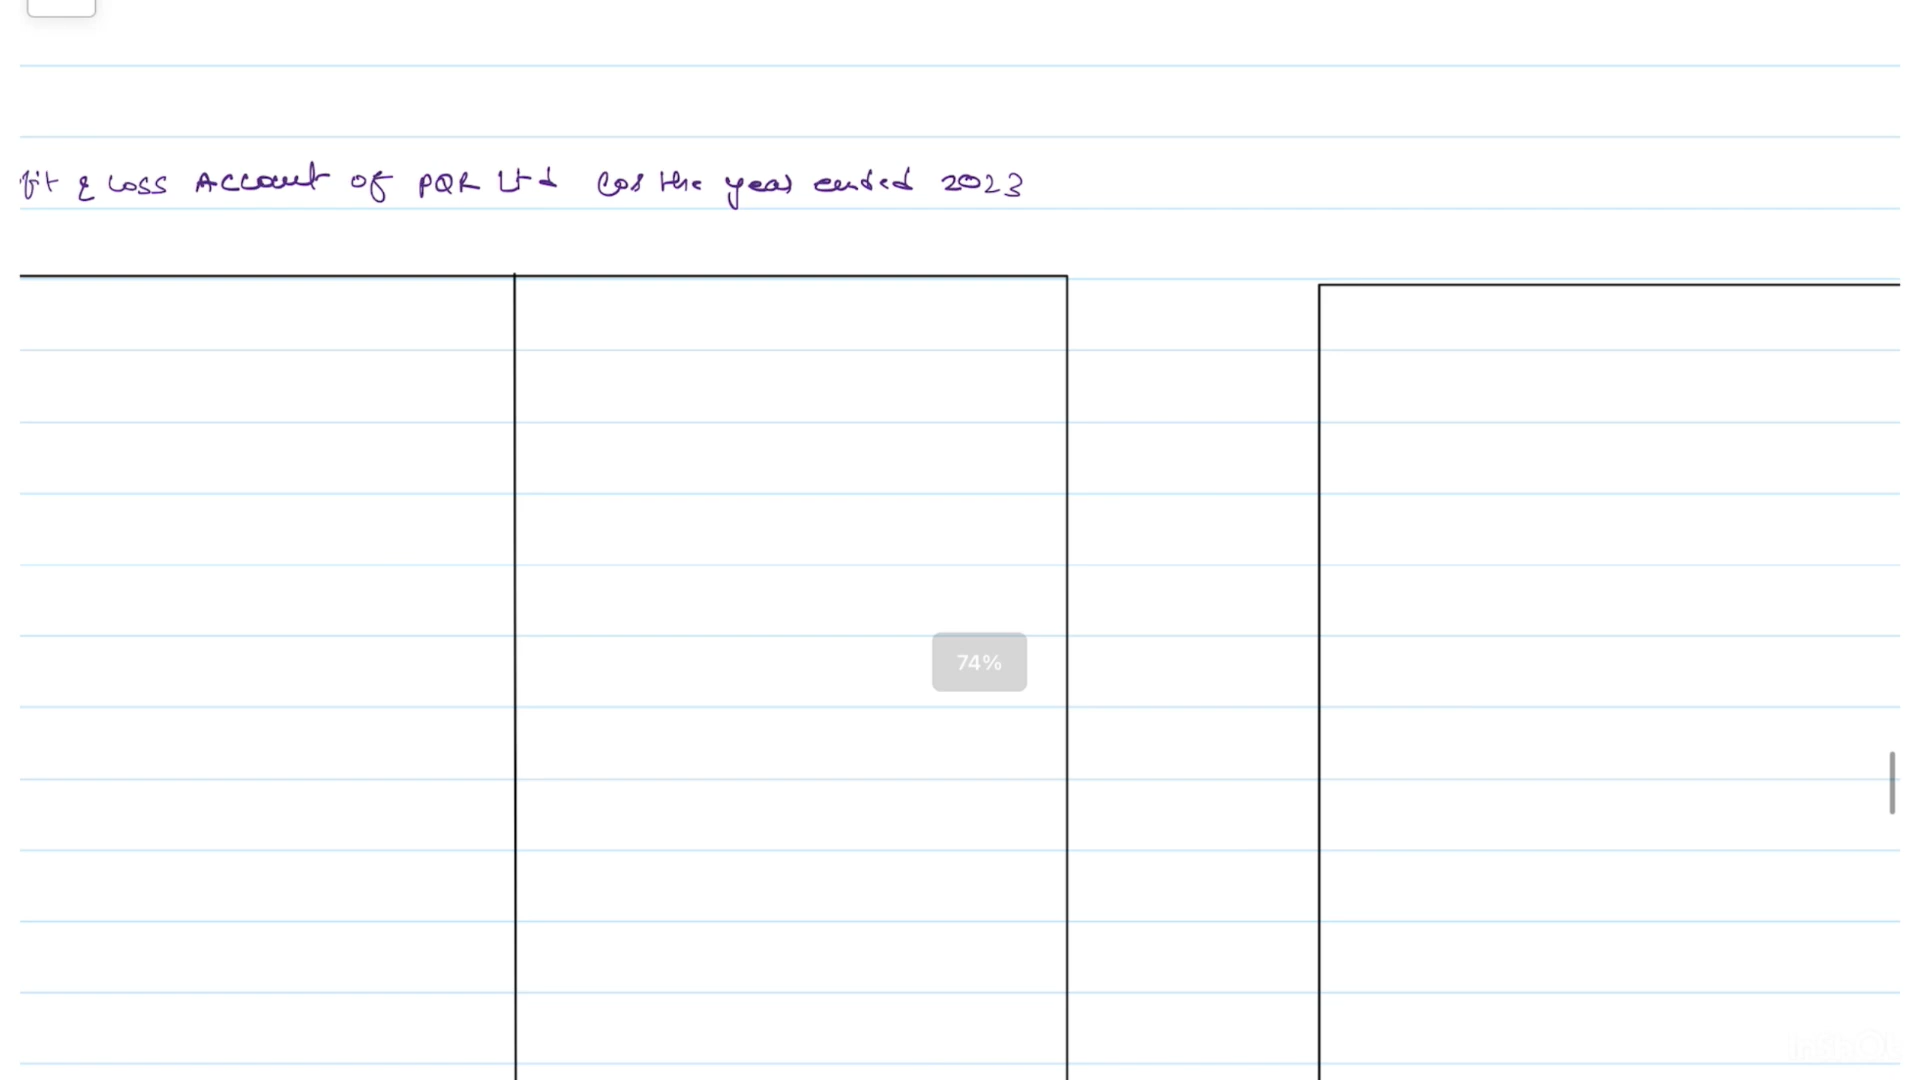 fit & Loss Account of PQR Ltd for the year ended 2023
74%